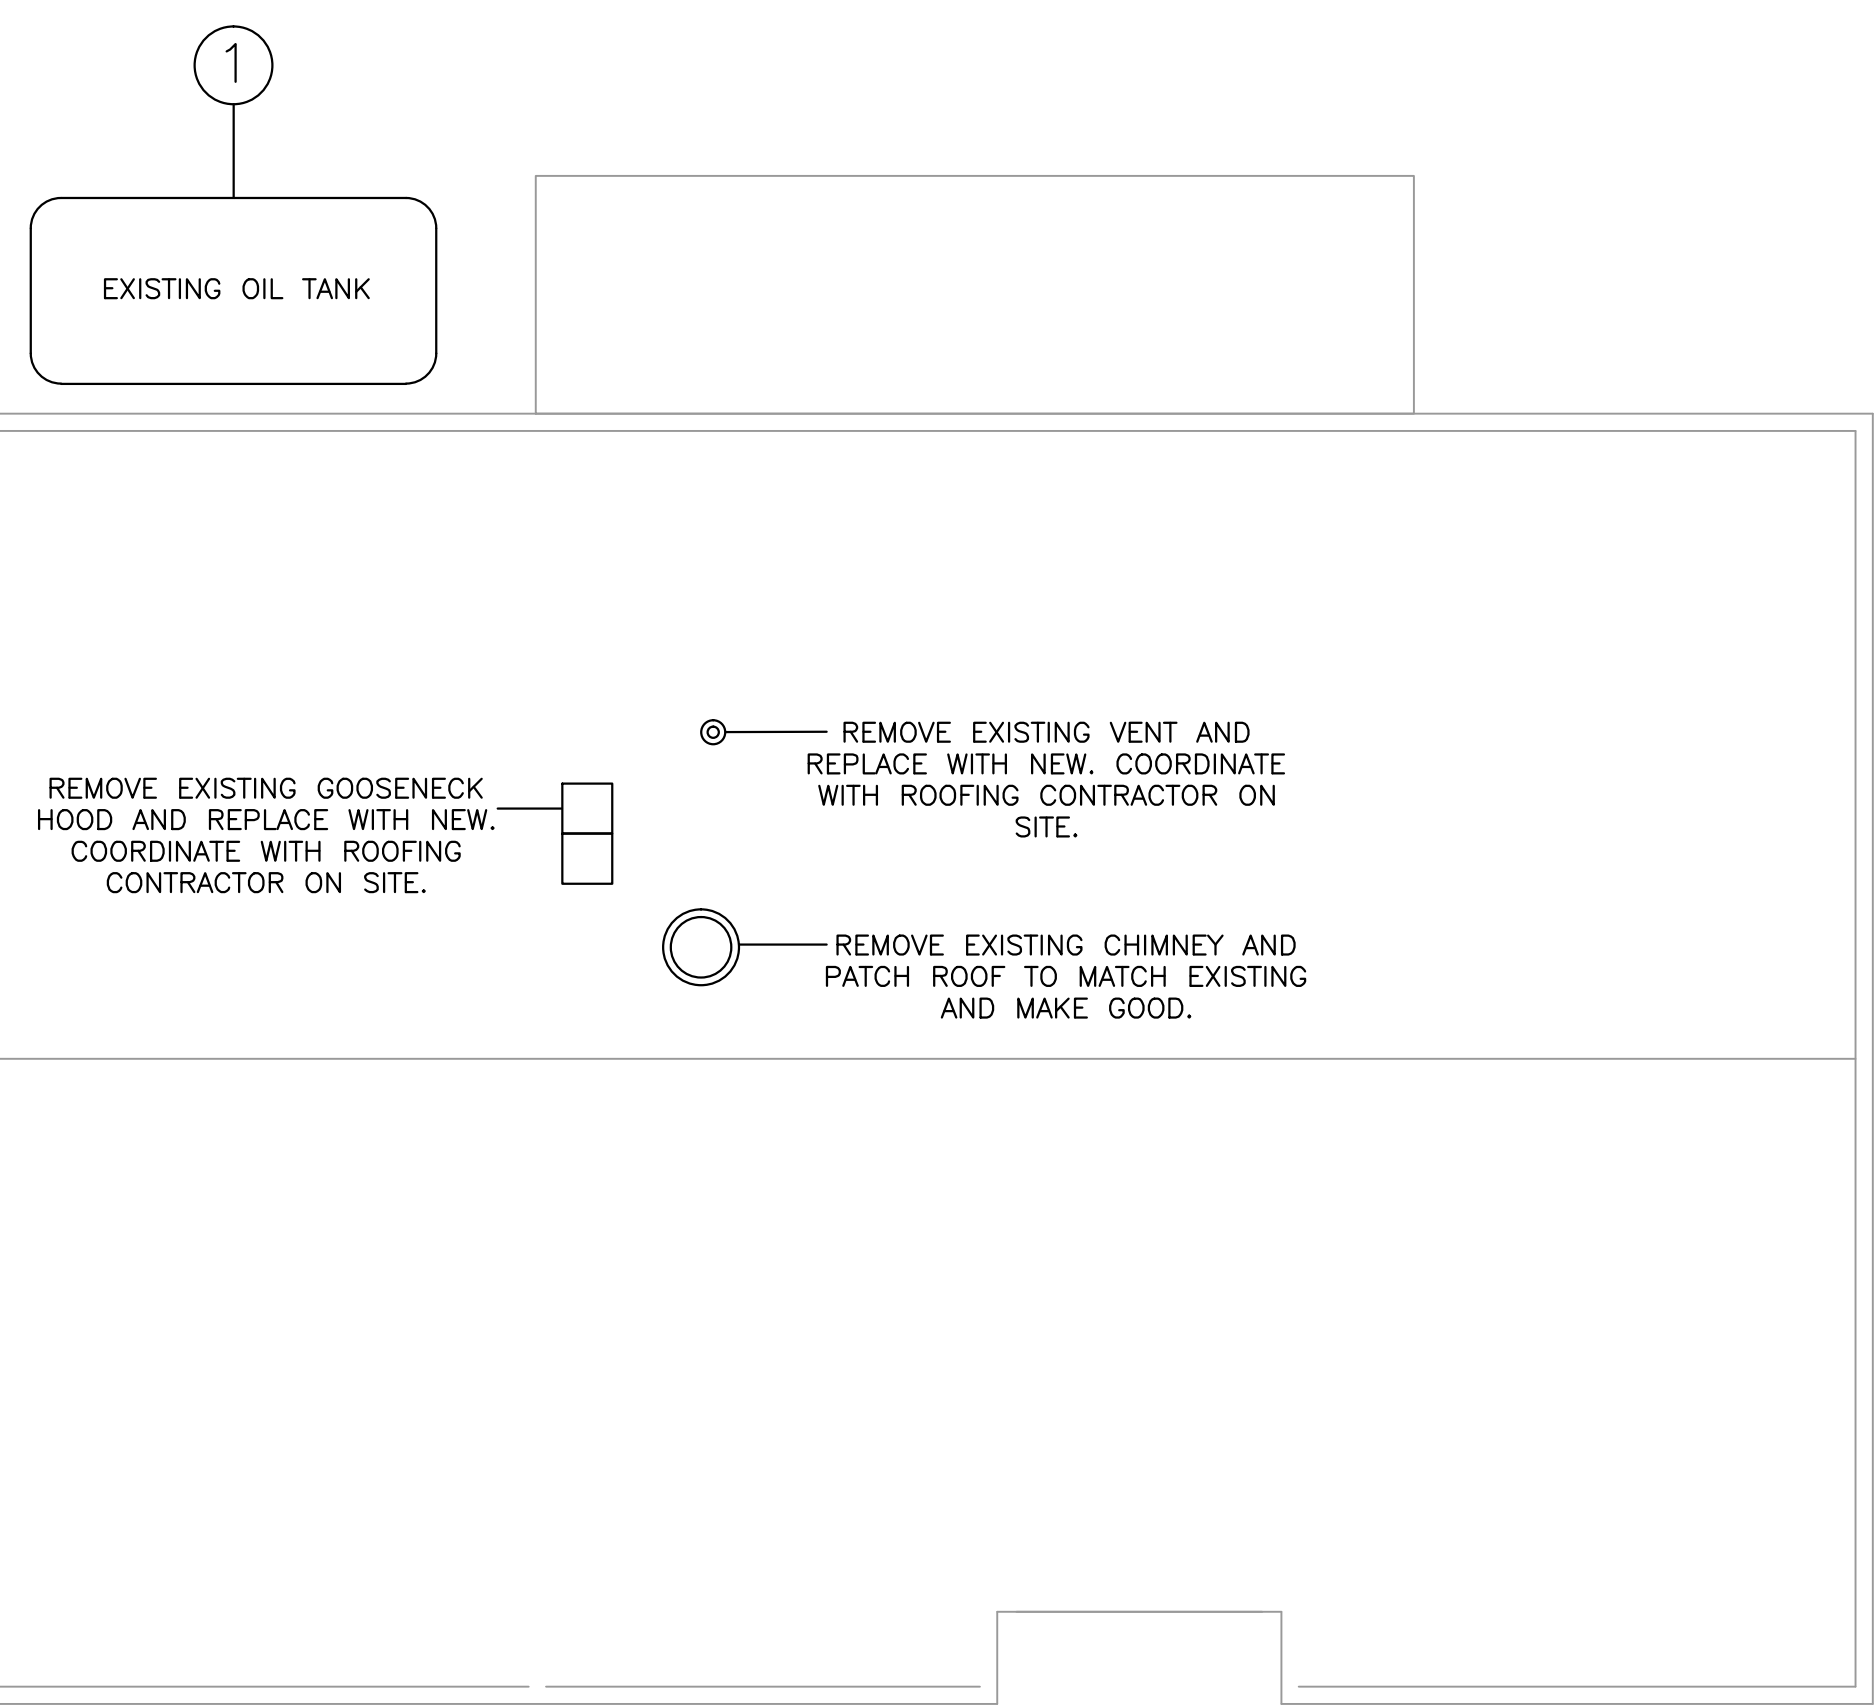 1
EXISTING OIL TANK
REMOVE EXISTING VENT AND
REPLACE WITH NEW. COORDINATE
WITH ROOFING CONTRACTOR ON
SITE.
REMOVE EXISTING GOOSENECK
HOOD AND REPLACE WITH NEW.
COORDINATE WITH ROOFING
CONTRACTOR ON SITE.
REMOVE EXISTING CHIMNEY AND
PATCH ROOF TO MATCH EXISTING
AND MAKE GOOD.